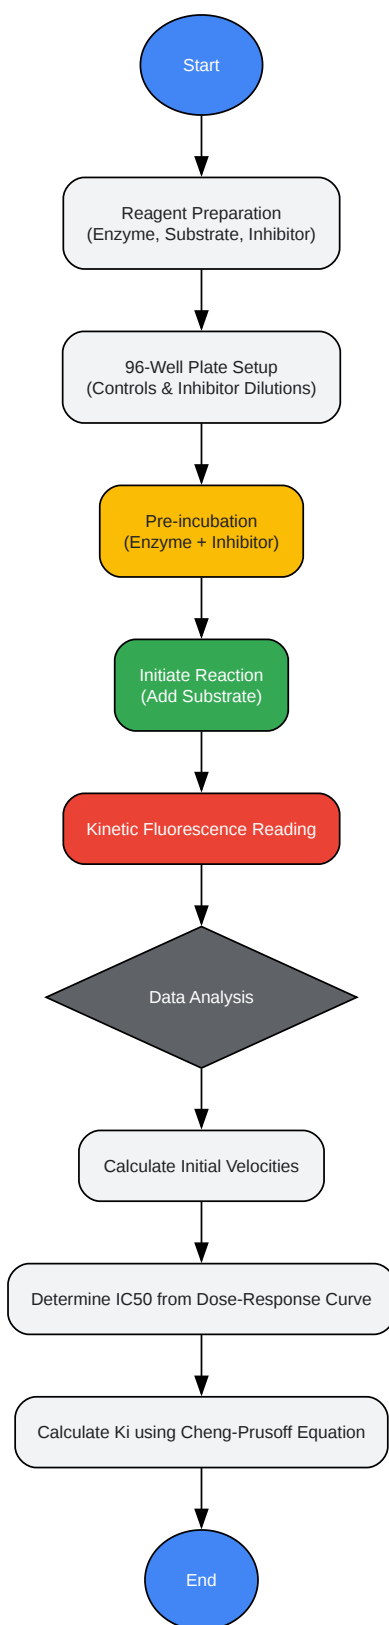 Start
Reagent Preparation
(Enzyme, Substrate, Inhibitor)
96-Well Plate Setup
(Controls & Inhibitor Dilutions)
Pre-incubation
(Enzyme + Inhibitor)
Initiate Reaction
(Add Substrate)
Kinetic Fluorescence Reading
Data Analysis
Calculate Initial Velocities
Determine IC50 from Dose-Response Curve
Calculate Ki using Cheng-Prusoff Equation
End